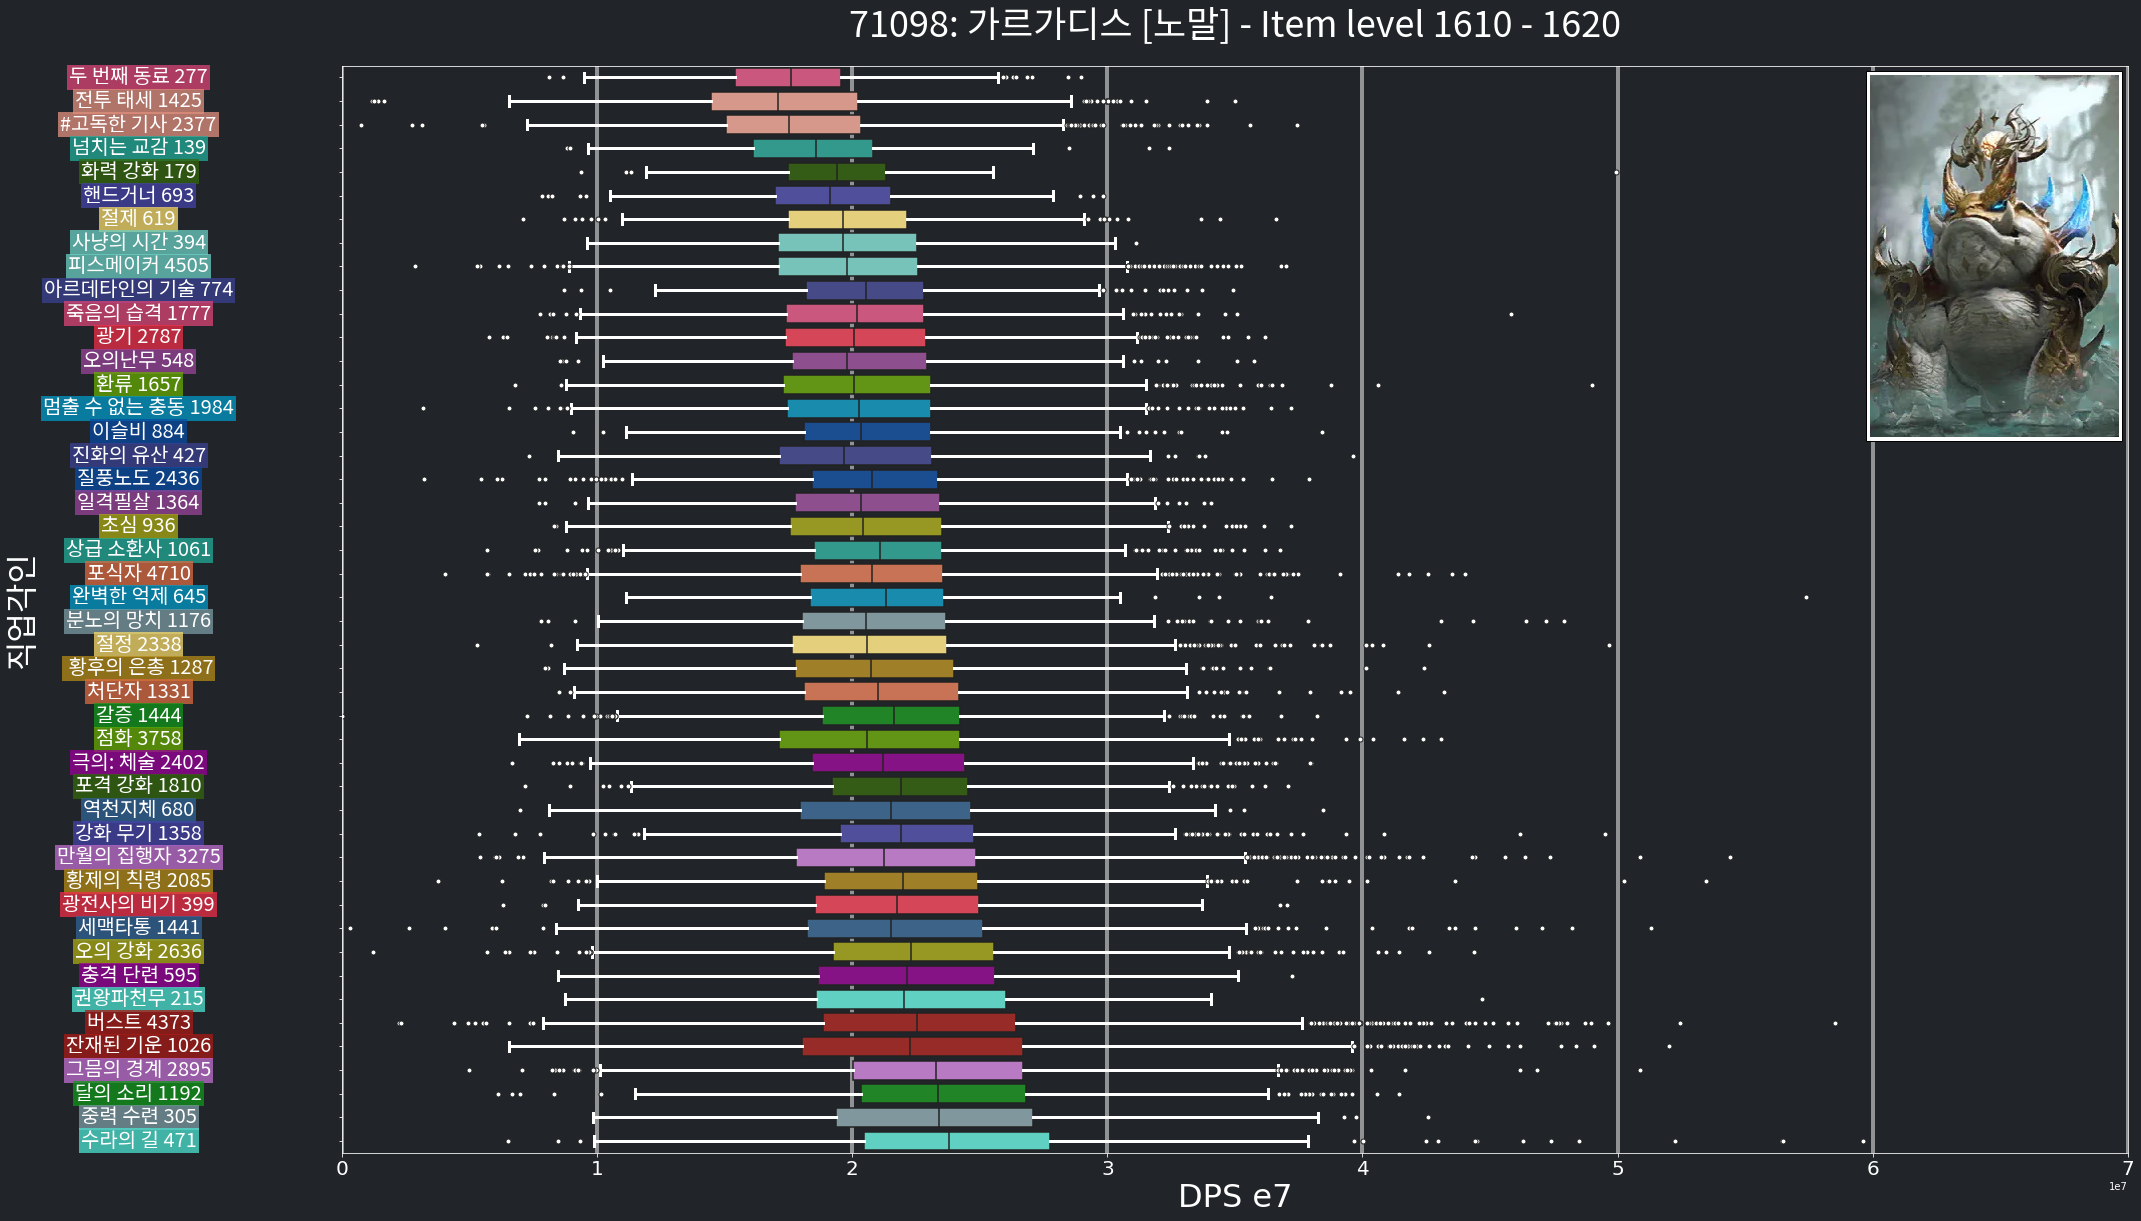 71098: 가르가디스 [노말] - Item level 1610 - 1620
직업각인
두 번째 동료 277
전투 태세 1425
#고독한 기사 2377
넘치는 교감 139
화력 강화 179
핸드거너 693
절제 619
사냥의 시간 394
피스메이커 4505
아르데타인의 기술 774
죽음의 습격 1777
광기 2787
오의난무 548
환류 1657
멈출 수 없는 충동 1984
이슬비 884
진화의 유산 427
질풍노도 2436
일격필살 1364
초심 936
상급 소환사 1061
포식자 4710
완벽한 억제 645
분노의 망치 1176
절정 2338
황후의 은총 1287
처단자 1331
갈증 1444
점화 3758
극의: 체술 2402
포격 강화 1810
역천지체 680
강화 무기 1358
만월의 집행자 3275
황제의 칙령 2085
광전사의 비기 399
세맥타통 1441
오의 강화 2636
충격 단련 595
권왕파천무 215
버스트 4373
잔재된 기운 1026
그믐의 경계 2895
달의 소리 1192
중력 수련 305
수라의 길 471
0 1 2 3 4 5 6 7
1e7
DPS e7